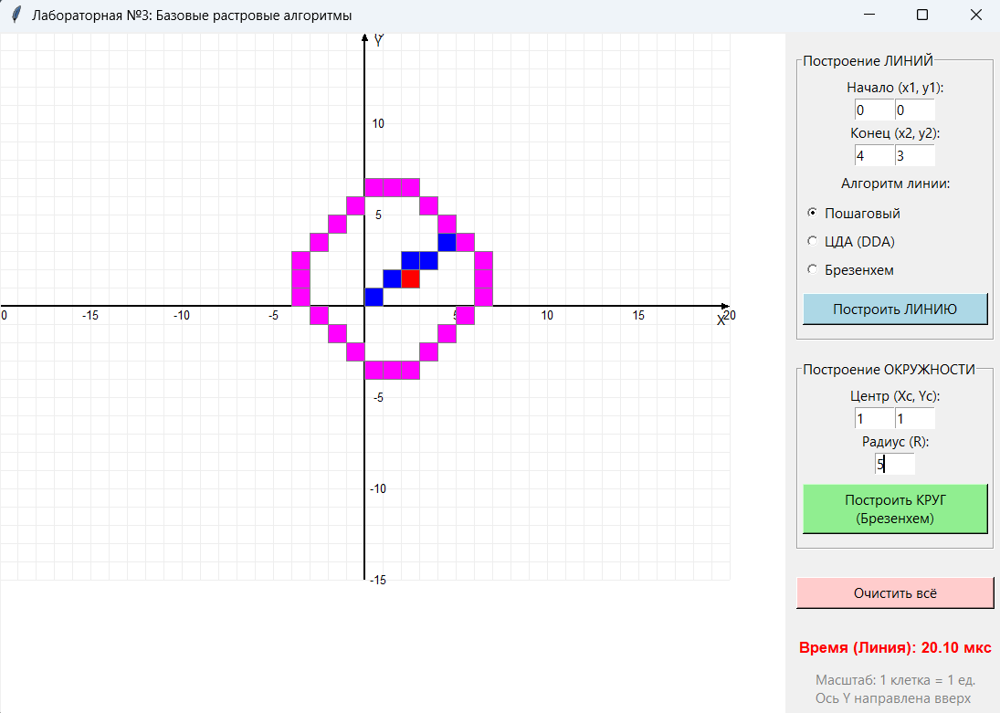 Лабораторная №3: Базовые растровые алгоритмы
Y
10
5
0 -15 -10 -5 5 10 15 20
X
-5
-10
-15
Построение ЛИНИЙ
Начало (x1, y1):
0 0
Конец (x2, y2):
4 3
Алгоритм линии:
Пошаговый
ЦДА (DDA)
Брезенхем
Построить ЛИНИЮ
Построение ОКРУЖНОСТИ
Центр (Xc, Yc):
1 1
Радиус (R):
5
Построить КРУГ
(Брезенхем)
Очистить всё
Время (Линия): 20.10 мкс
Масштаб: 1 клетка = 1 ед.
Ось Y направлена вверх